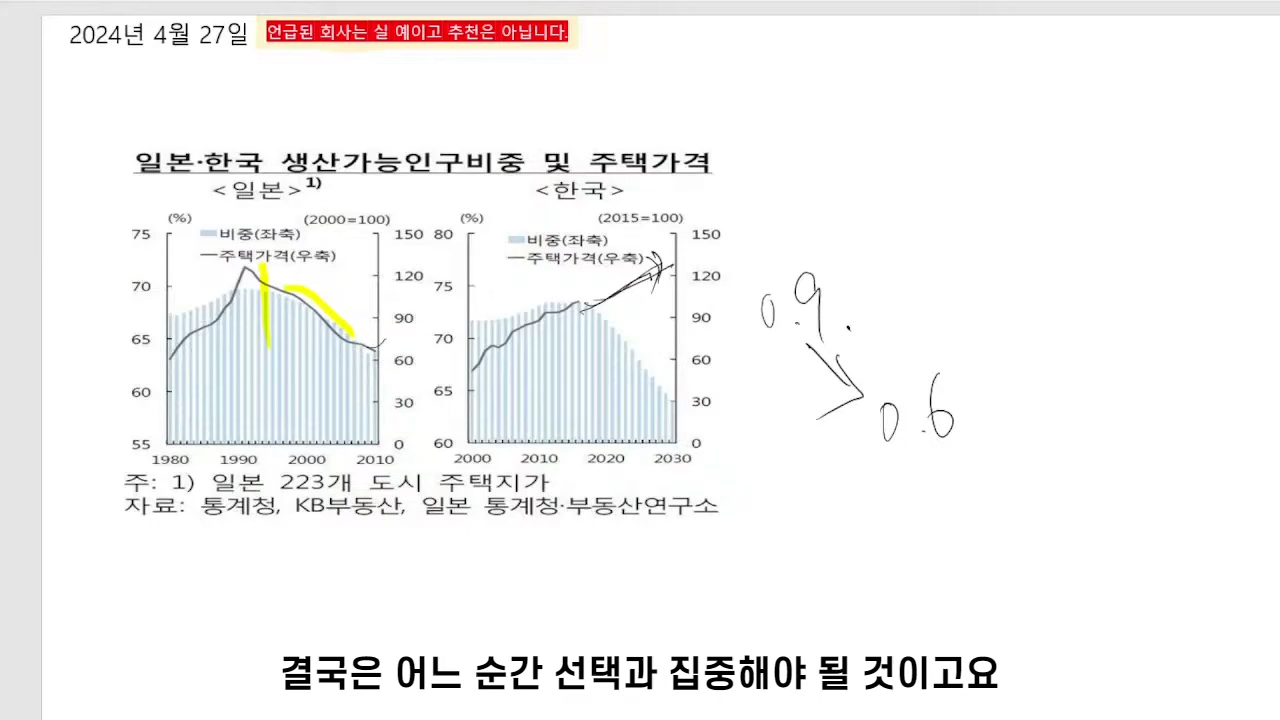 2024년 4월 27일 언급된 회사는 실 예이고 추천은 아닙니다.
일본·한국 생산가능인구비중 및 주택가격
<일본>1) <한국>
(%) (2000=100) (%) (2015=100)
비중(좌축) 비중(좌축)
주택가격(우축) 주택가격(우축)
75 150 80 150
70 120 75 120
65 90 70 90
60 60 65 60
30 30
55 0 60 0
1980 1990 2000 2010 2000 2010 2020 2030
0.9.
0.6
주: 1) 일본 223개 도시 주택지가
자료: 통계청, KB부동산, 일본 통계청·부동산연구소
결국은 어느 순간 선택과 집중해야 될 것이고요